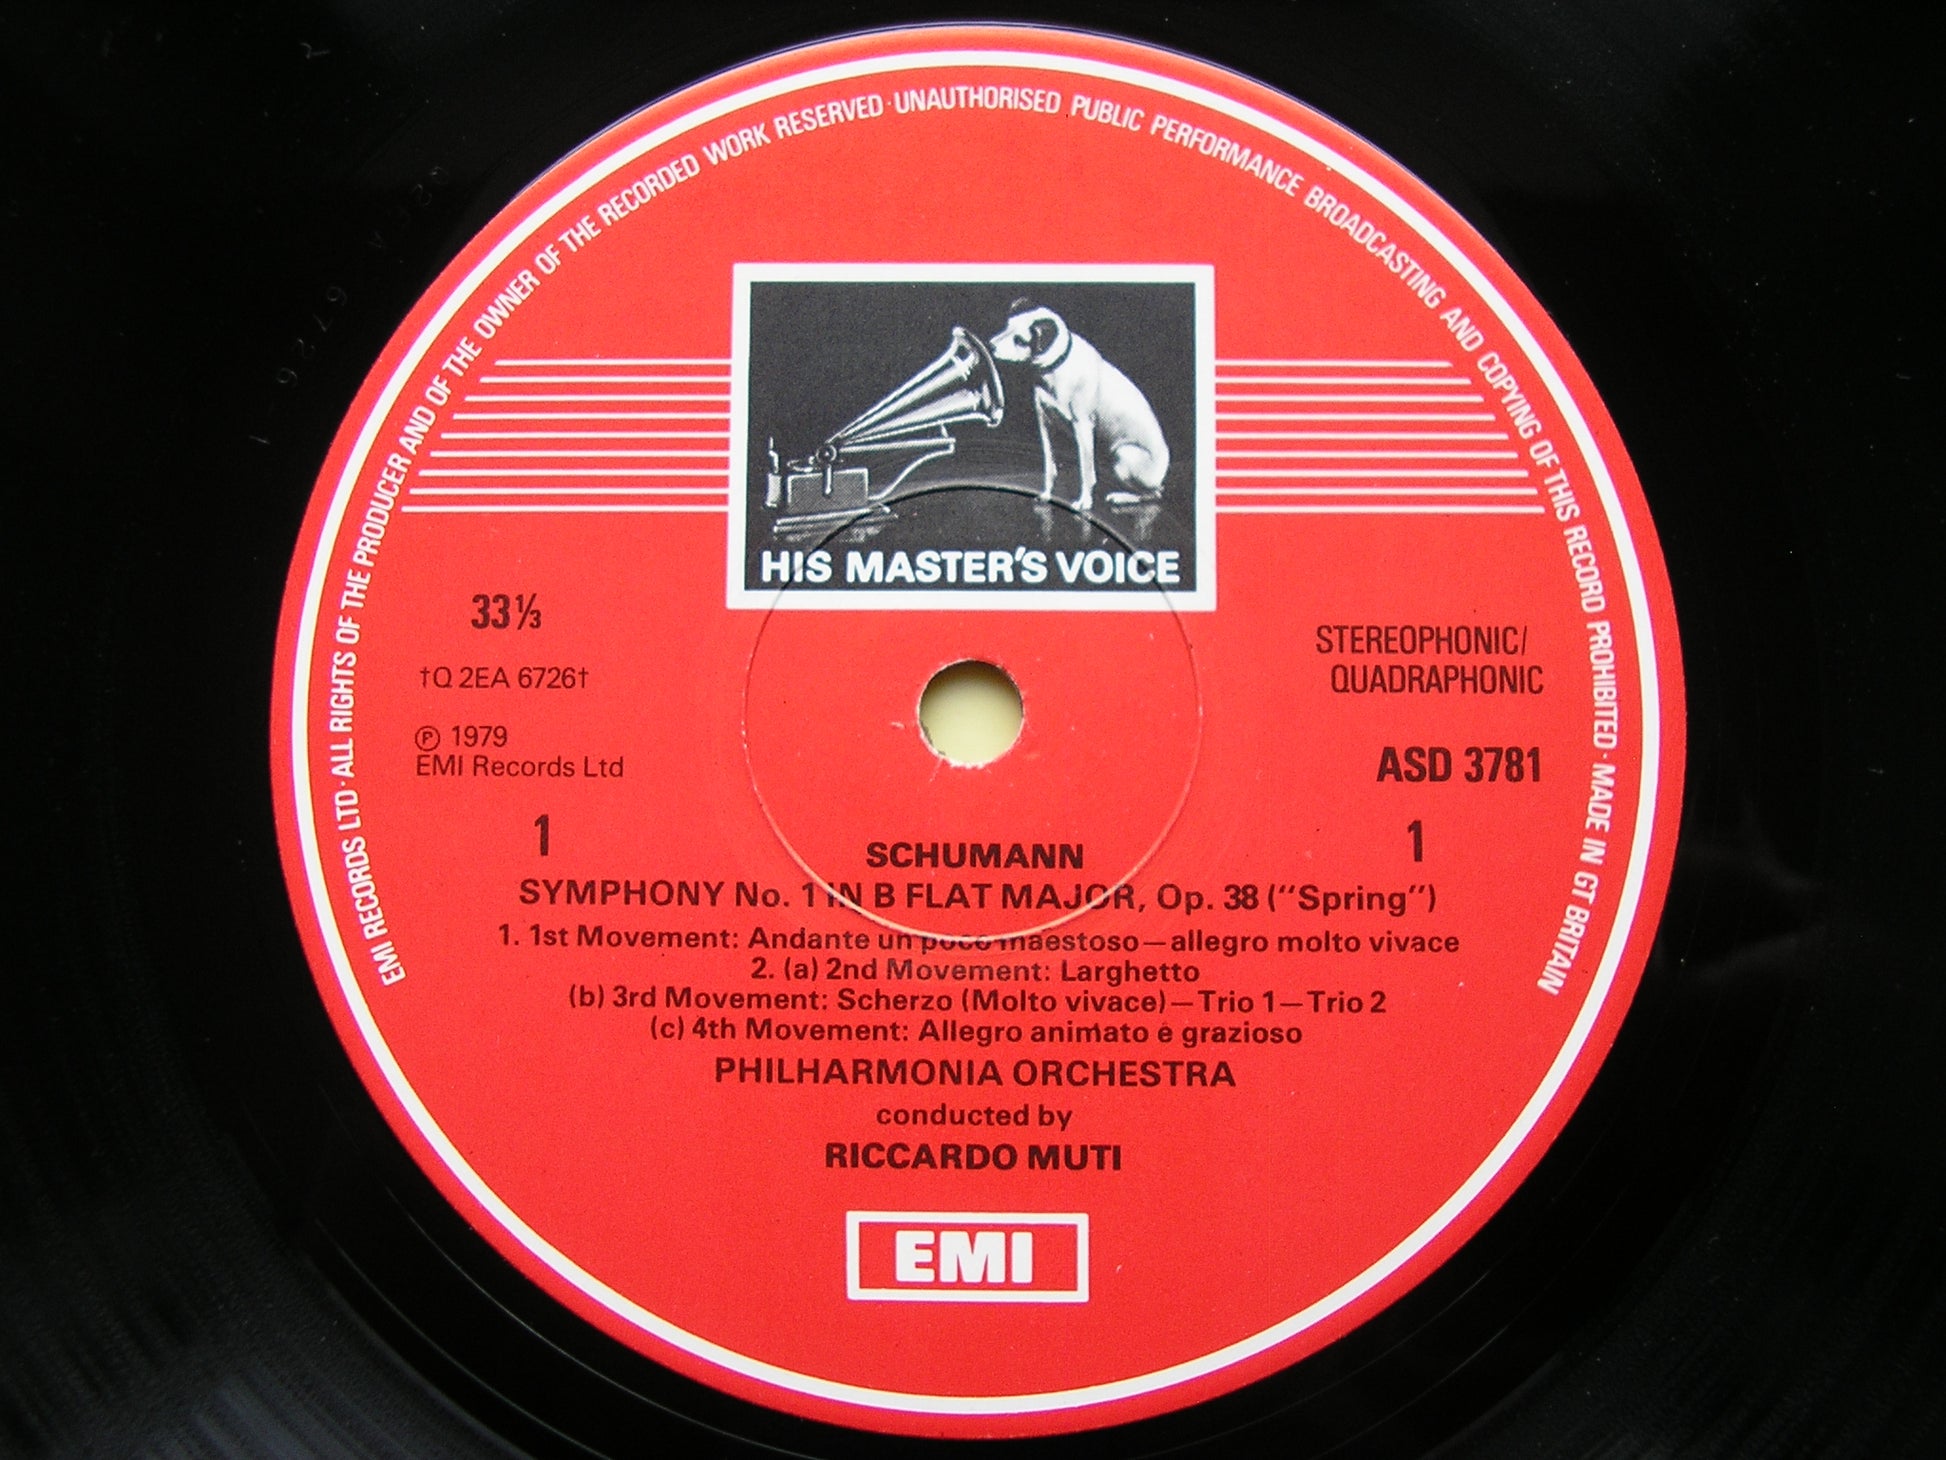 EMI RECORDS LTD · ALL RIGHTS OF THE PRODUCER AND OF THE OWNER OF THE RECORDED WORK RESERVED · UNAUTHORISED PUBLIC PERFORMANCE BROADCASTING AND COPYING OF THIS RECORD PROHIBITED · MADE IN GT BRITAIN
HIS MASTER'S VOICE
33⅓
STEREOPHONIC/
QUADRAPHONIC
†Q 2EA 6726†
℗ 1979
EMI Records Ltd
ASD 3781
1
1
SCHUMANN
SYMPHONY No. 1 IN B FLAT MAJOR, Op. 38 ("Spring")
1. 1st Movement: Andante un poco maestoso—allegro molto vivace
2. (a) 2nd Movement: Larghetto
(b) 3rd Movement: Scherzo (Molto vivace)—Trio 1—Trio 2
(c) 4th Movement: Allegro animato e grazioso
PHILHARMONIA ORCHESTRA
conducted by
RICCARDO MUTI
EMI